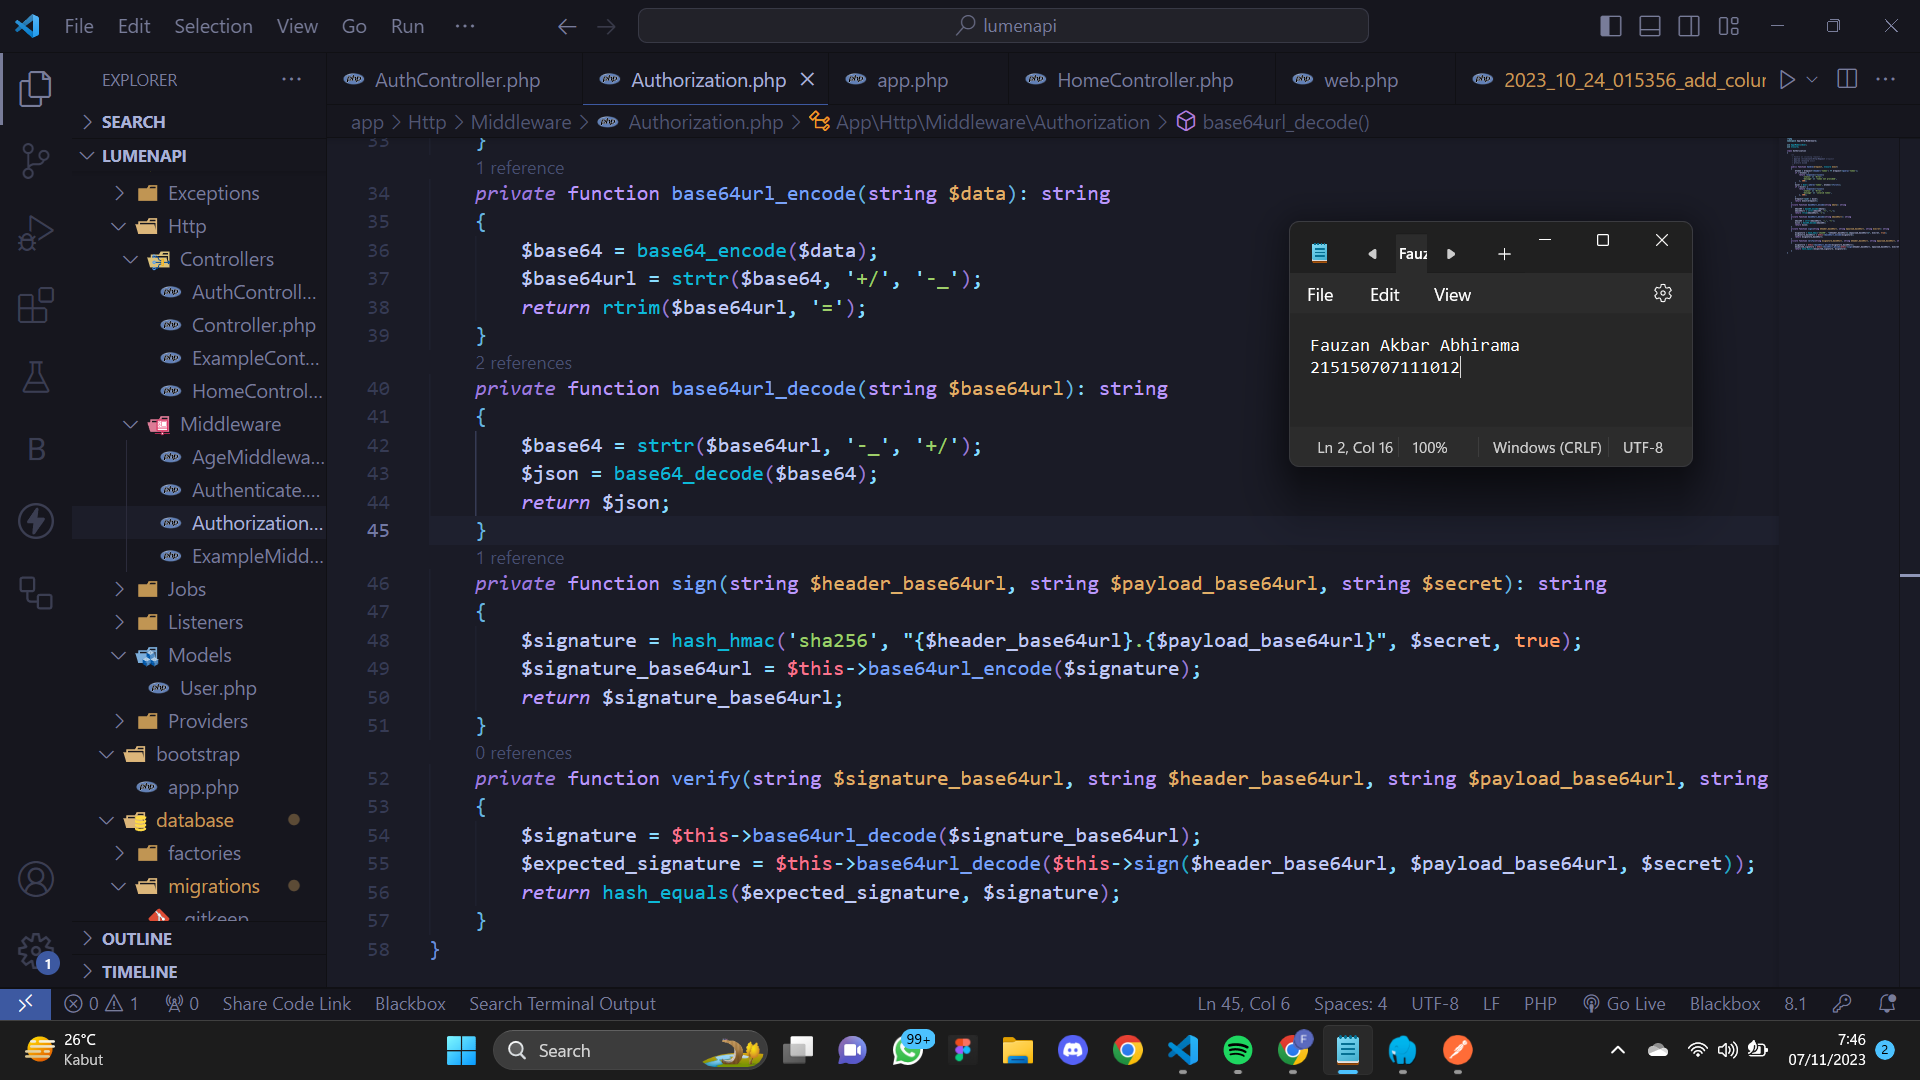 File Edit Selection View Go Run ··· lumenapi
EXPLORER ···
AuthController.php Authorization.php app.php HomeController.php web.php 2023_10_24_015356_add_colur
app > Http > Middleware > Authorization.php > App\Http\Middleware\Authorization > base64url_decode()
SEARCH
LUMENAPI
Exceptions
Http
Controllers
AuthControll...
Controller.php
ExampleCont...
HomeControl...
Middleware
AgeMiddlewa...
Authenticate....
Authorization...
ExampleMidd...
Jobs
Listeners
Models
User.php
Providers
bootstrap
app.php
database
factories
migrations
.gitkeep
OUTLINE
TIMELINE
1
33 }
1 reference
34 private function base64url_encode(string $data): string
35 {
36 $base64 = base64_encode($data);
37 $base64url = strtr($base64, '+/', '-_');
38 return rtrim($base64url, '=');
39 }
2 references
40 private function base64url_decode(string $base64url): string
41 {
42 $base64 = strtr($base64url, '-_', '+/');
43 $json = base64_decode($base64);
44 return $json;
45 }
1 reference
46 private function sign(string $header_base64url, string $payload_base64url, string $secret): string
47 {
48 $signature = hash_hmac('sha256', "{$header_base64url}.{$payload_base64url}", $secret, true);
49 $signature_base64url = $this->base64url_encode($signature);
50 return $signature_base64url;
51 }
0 references
52 private function verify(string $signature_base64url, string $header_base64url, string $payload_base64url, string
53 {
54 $signature = $this->base64url_decode($signature_base64url);
55 $expected_signature = $this->base64url_decode($this->sign($header_base64url, $payload_base64url, $secret));
56 return hash_equals($expected_signature, $signature);
57 }
58 }
Fauz
File Edit View
Fauzan Akbar Abhirama
215150707111012
Ln 2, Col 16 100% Windows (CRLF) UTF-8
0 1 0 Share Code Link Blackbox Search Terminal Output Ln 45, Col 6 Spaces: 4 UTF-8 LF PHP Go Live Blackbox 8.1
26°C
Kabut
Search
99+
F
7:46
07/11/2023
2